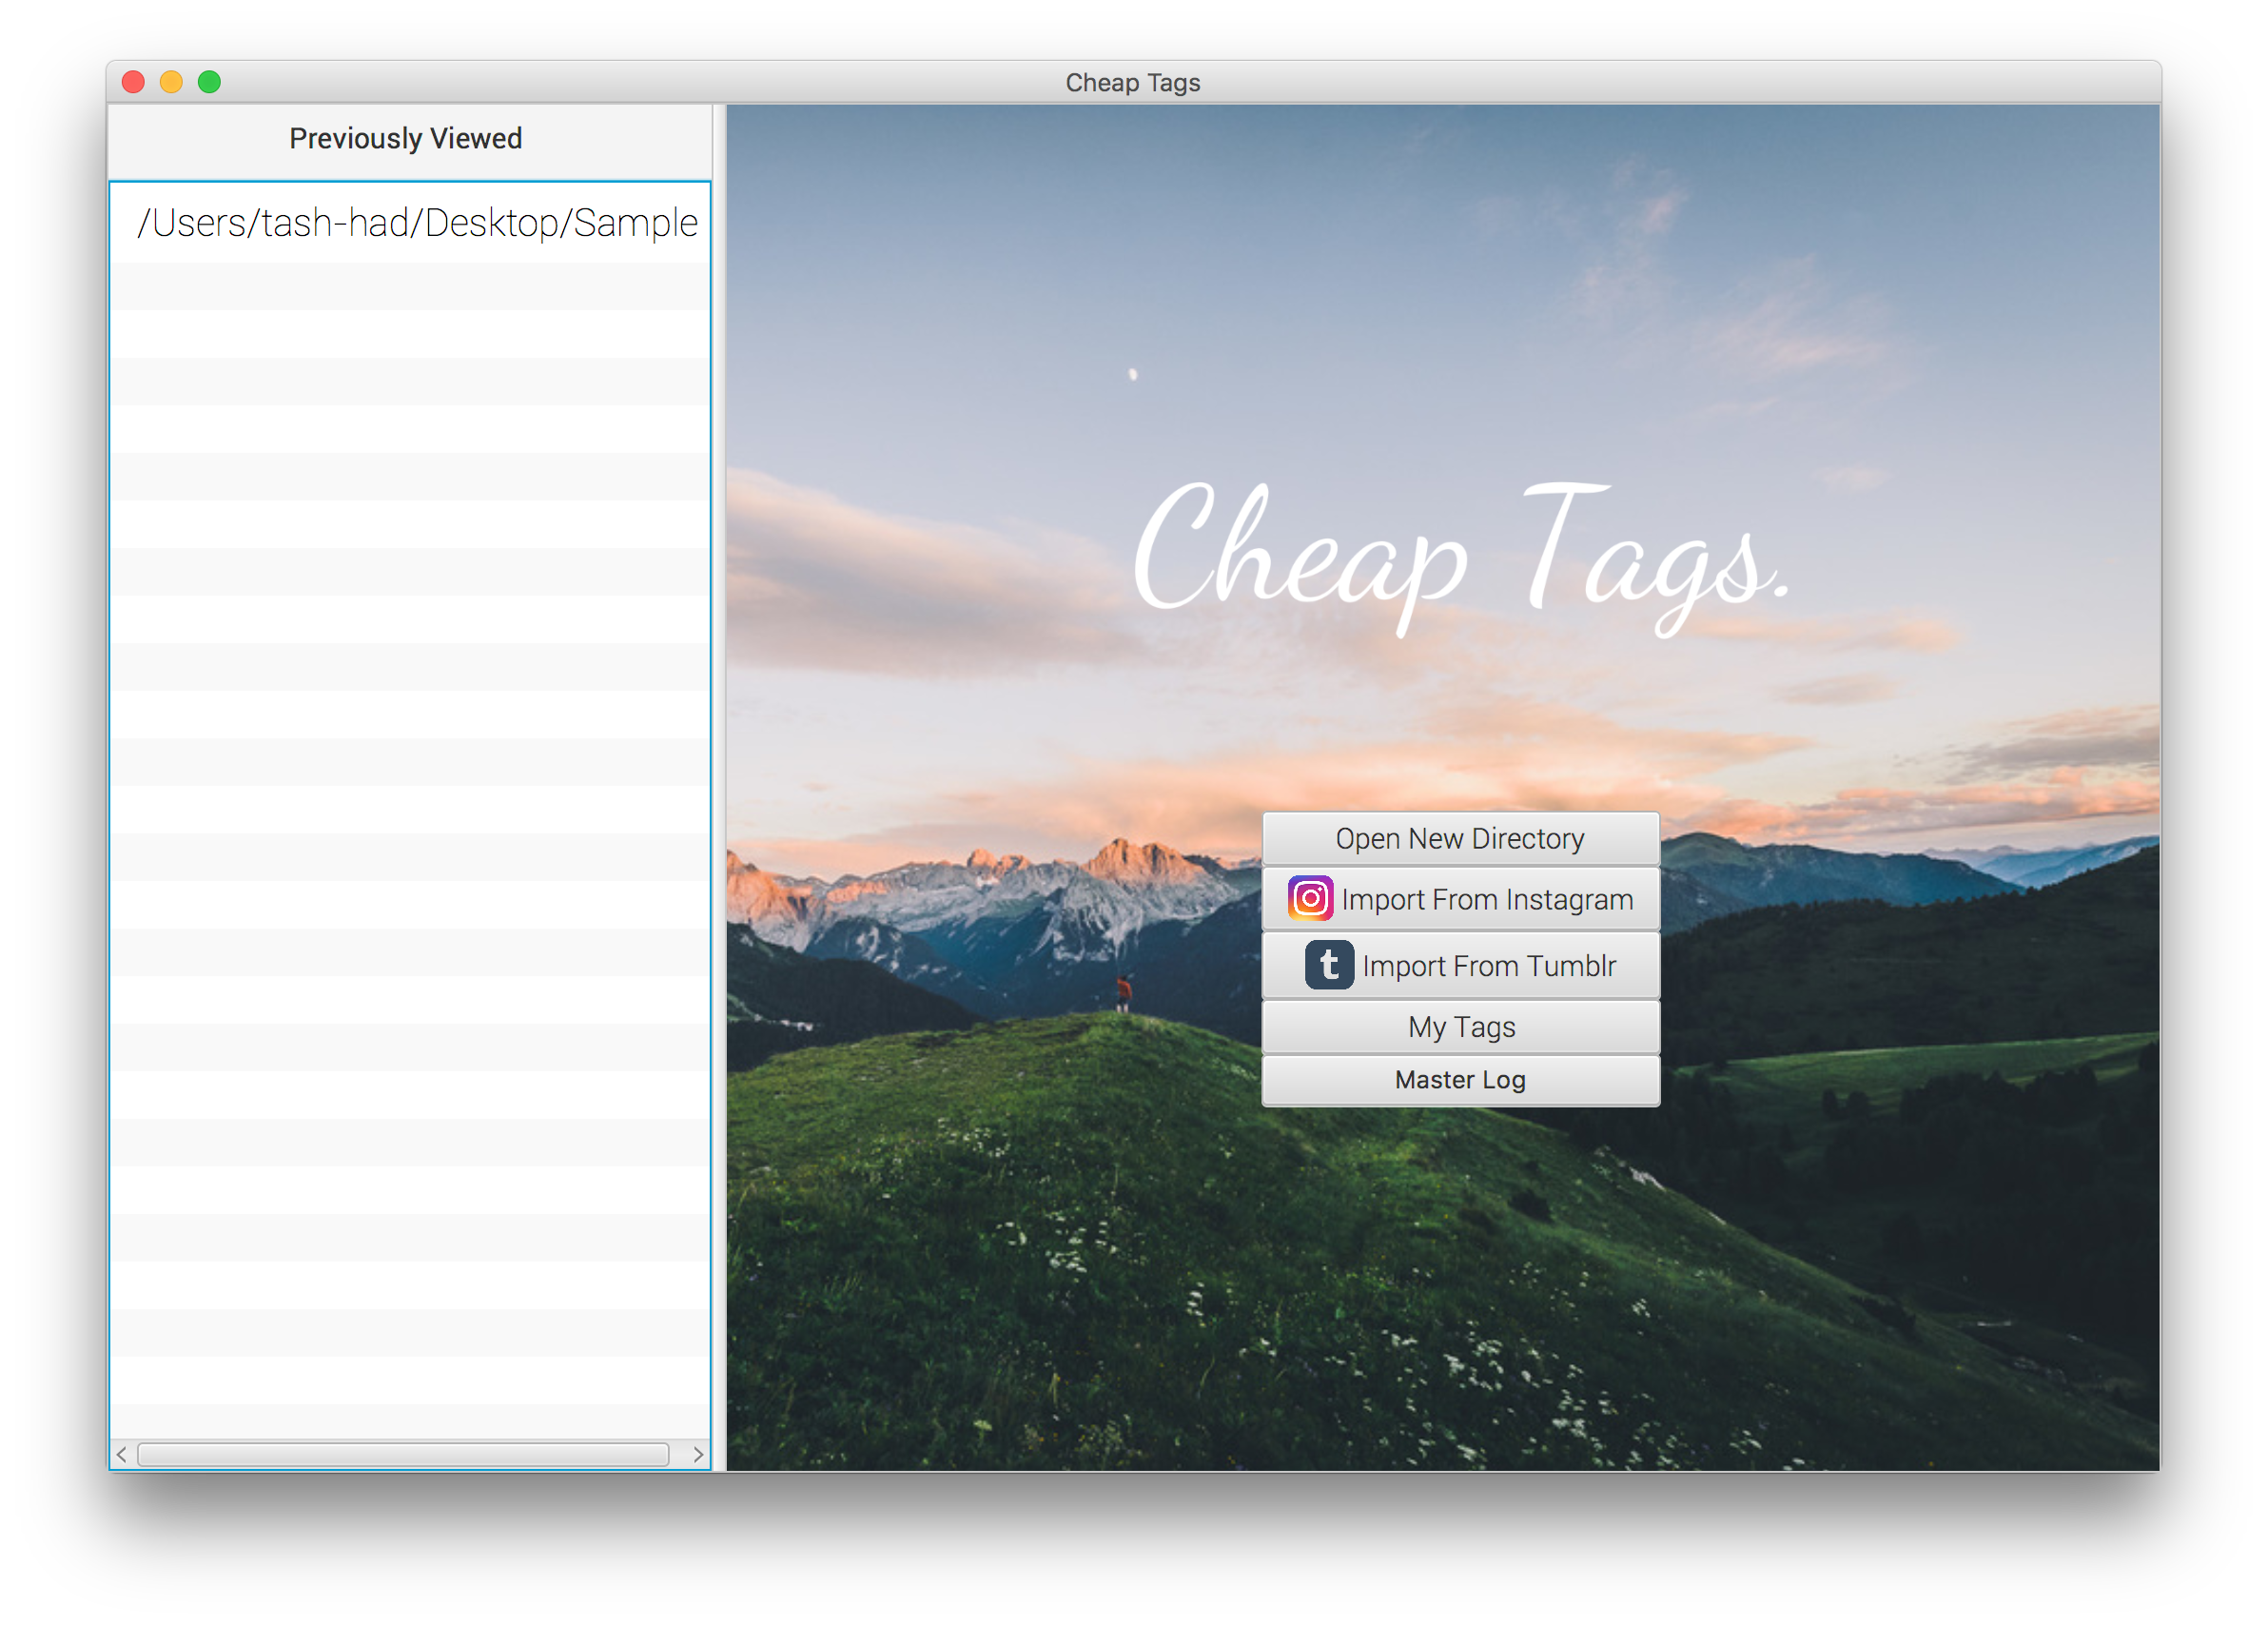 Cheap Tags
Previously Viewed
/Users/tash-had/Desktop/Sample
Cheap Tags.
Open New Directory
Import From Instagram
t Import From Tumblr
My Tags
Master Log